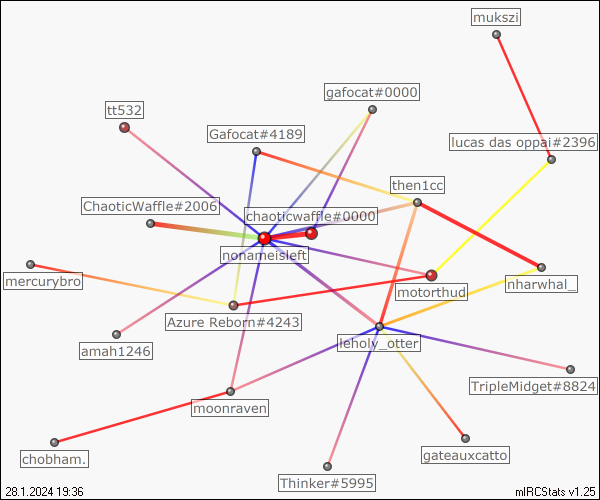 mukszi
gafocat#0000
tt532
Gafocat#4189
lucas das oppai#2396
then1cc
ChaoticWaffle#2006
chaoticwaffle#0000
nonameisleft
mercurybro
motorthud
nharwhal_
Azure Reborn#4243
amah1246
leholy_otter
TripleMidget#8824
moonraven
chobham.
gateauxcatto
Thinker#5995
28.1.2024 19:36
mIRCStats v1.25